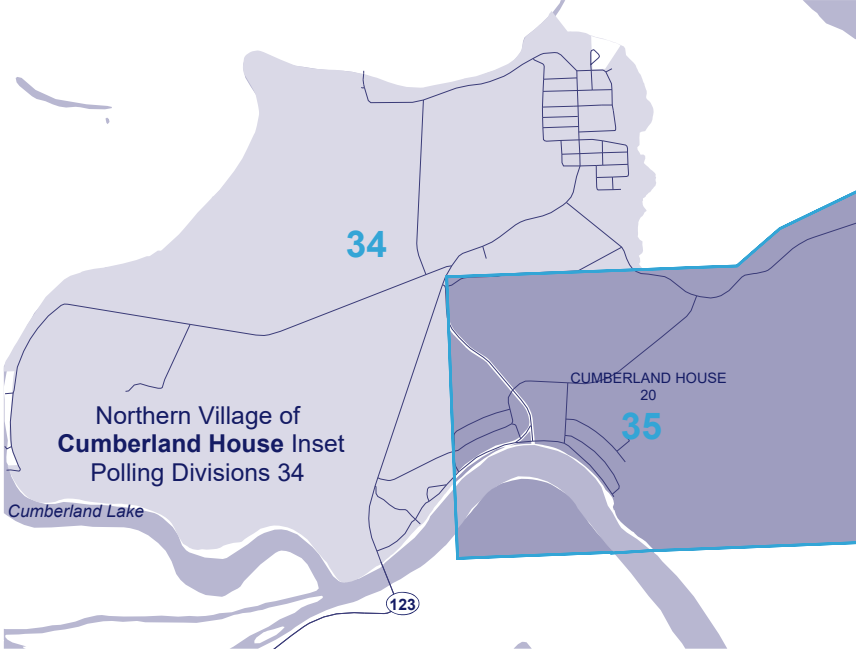 34
CUMBERLAND HOUSE
20
35
Northern Village of
Cumberland House Inset
Polling Divisions 34
Cumberland Lake
123